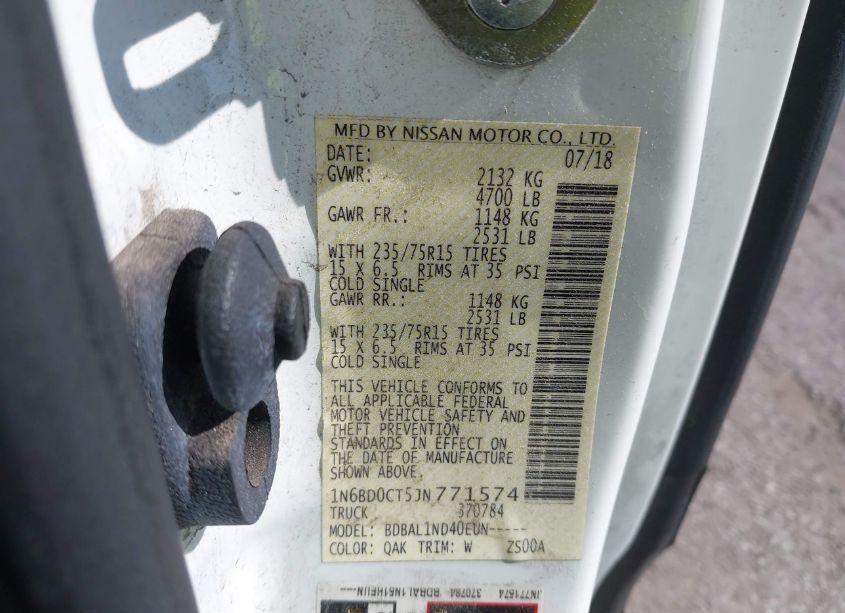 MFD BY NISSAN MOTOR CO., LTD.
DATE: 07/18
GVWR: 2132 KG
4700 LB
GAWR FR.: 1148 KG
2531 LB
WITH 235/75R15 TIRES
15 X 6.5 RIMS AT 35 PSI
COLD SINGLE
GAWR RR.: 1148 KG
2531 LB
WITH 235/75R15 TIRES
15 X 6.5 RIMS AT 35 PSI
COLD SINGLE
THIS VEHICLE CONFORMS TO
ALL APPLICABLE FEDERAL
MOTOR VEHICLE SAFETY AND
THEFT PREVENTION
STANDARDS IN EFFECT ON
THE DATE OF MANUFACTURE
SHOWN ABOVE.
1N6BD0CT5JN771574
TRUCK 370784
MODEL: BDBAL1ND40EUN-----
COLOR: QAK TRIM: W ZS00A
JN771574 370784 BDBAL1N51HEUN-----